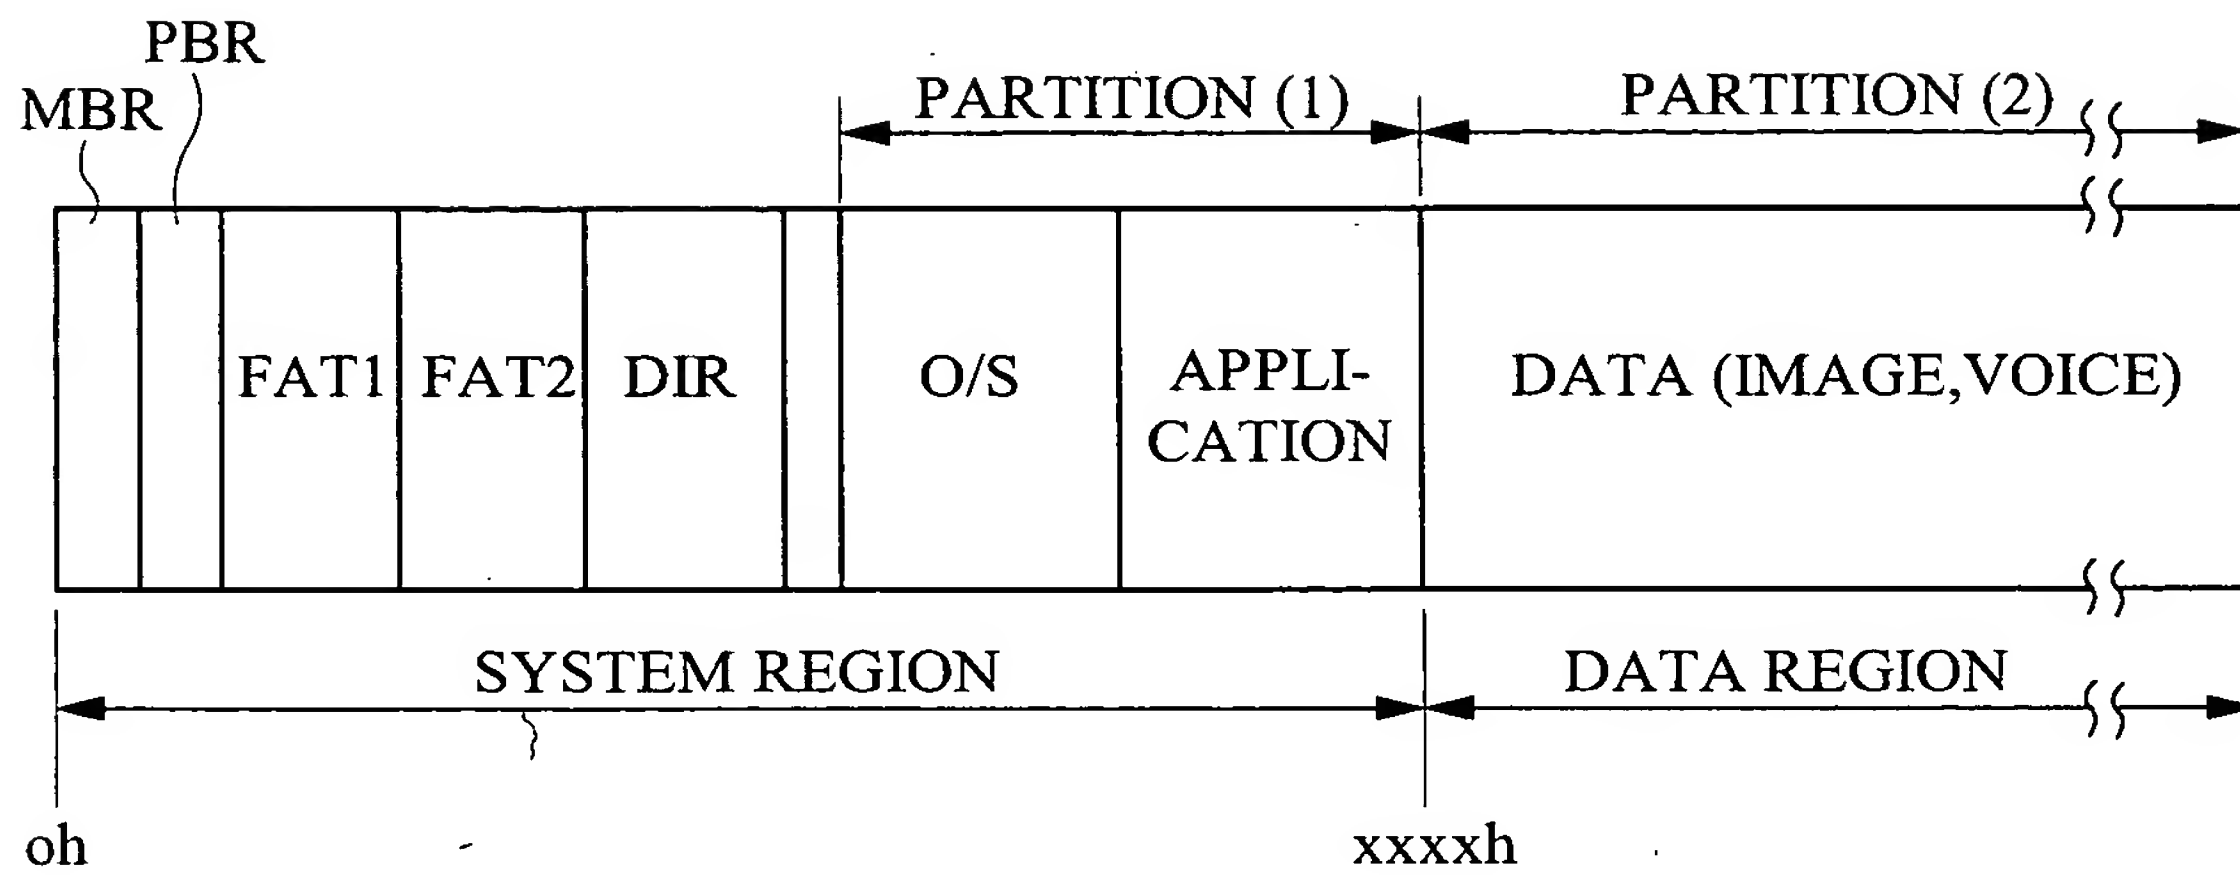 PBR
MBR
PARTITION (1)
PARTITION (2)
FAT1
FAT2
DIR
O/S
APPLI-
CATION
DATA (IMAGE,VOICE)
SYSTEM REGION
DATA REGION
oh
xxxxh